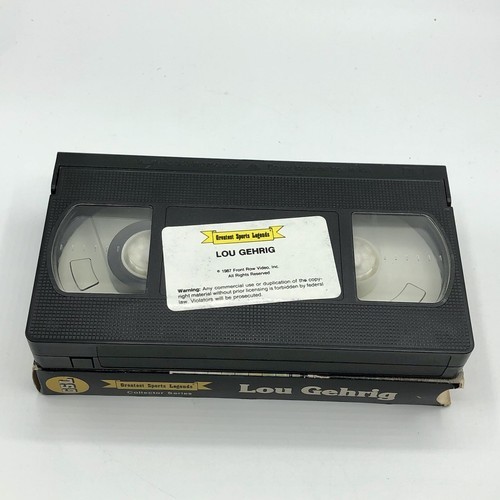 Greatest Sports Legends
LOU GEHRIG
© 1987 Front Row Video, Inc.
All Rights Reserved
Warning: Any commercial use or duplication of the copy-
right material without prior licensing is forbidden by federal
law. Violators will be prosecuted.
GSL
Greatest Sports Legends
Collector Series
Lou Gehrig